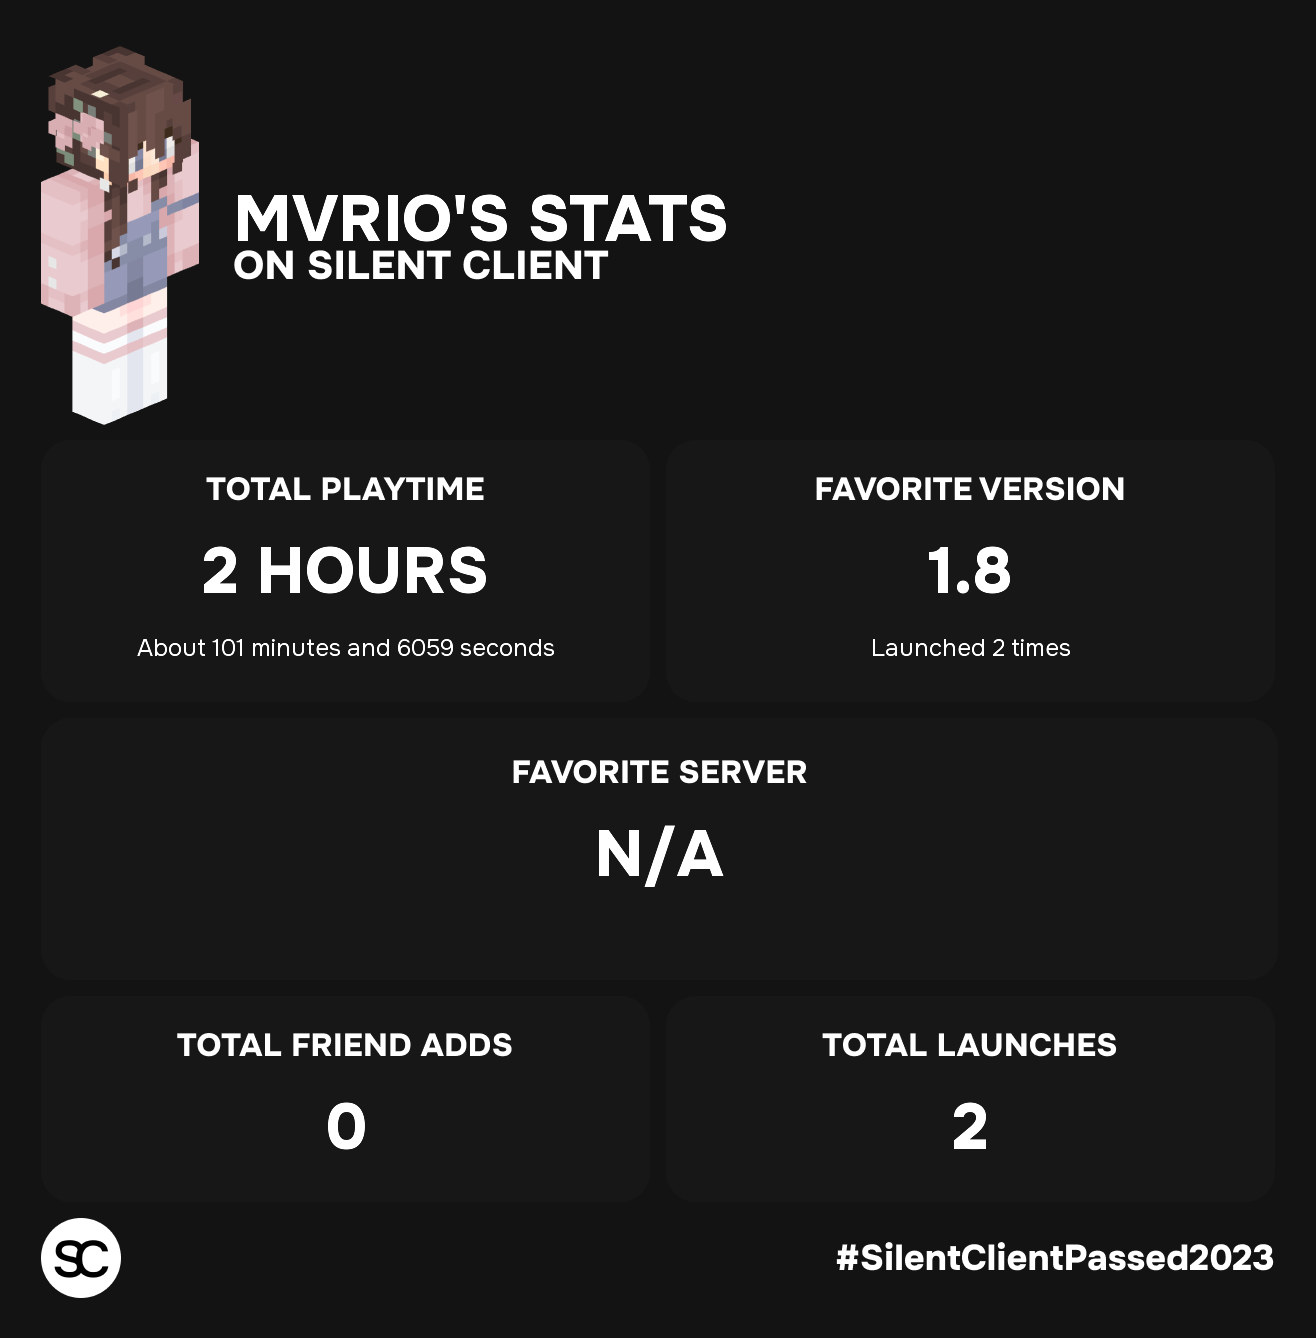 MVRIO'S STATS
ON SILENT CLIENT
TOTAL PLAYTIME
2 HOURS
About 101 minutes and 6059 seconds
FAVORITE VERSION
1.8
Launched 2 times
FAVORITE SERVER
N/A
TOTAL FRIEND ADDS
0
TOTAL LAUNCHES
2
SC
#SilentClientPassed2023